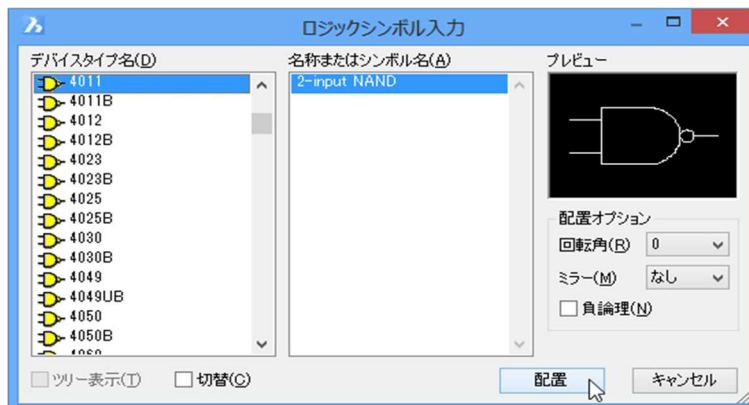 ロジックシンボル入力
デバイスタイプ名(D)
4011
4011B
4012
4012B
4023
4023B
4025
4025B
4030
4030B
4049
4049UB
4050
4050B
名称またはシンボル名(A)
2-input NAND
プレビュー
配置オプション
回転角(R) 0
ミラー(M) なし
負論理(N)
ツリー表示(T)
切替(C)
配置
キャンセル